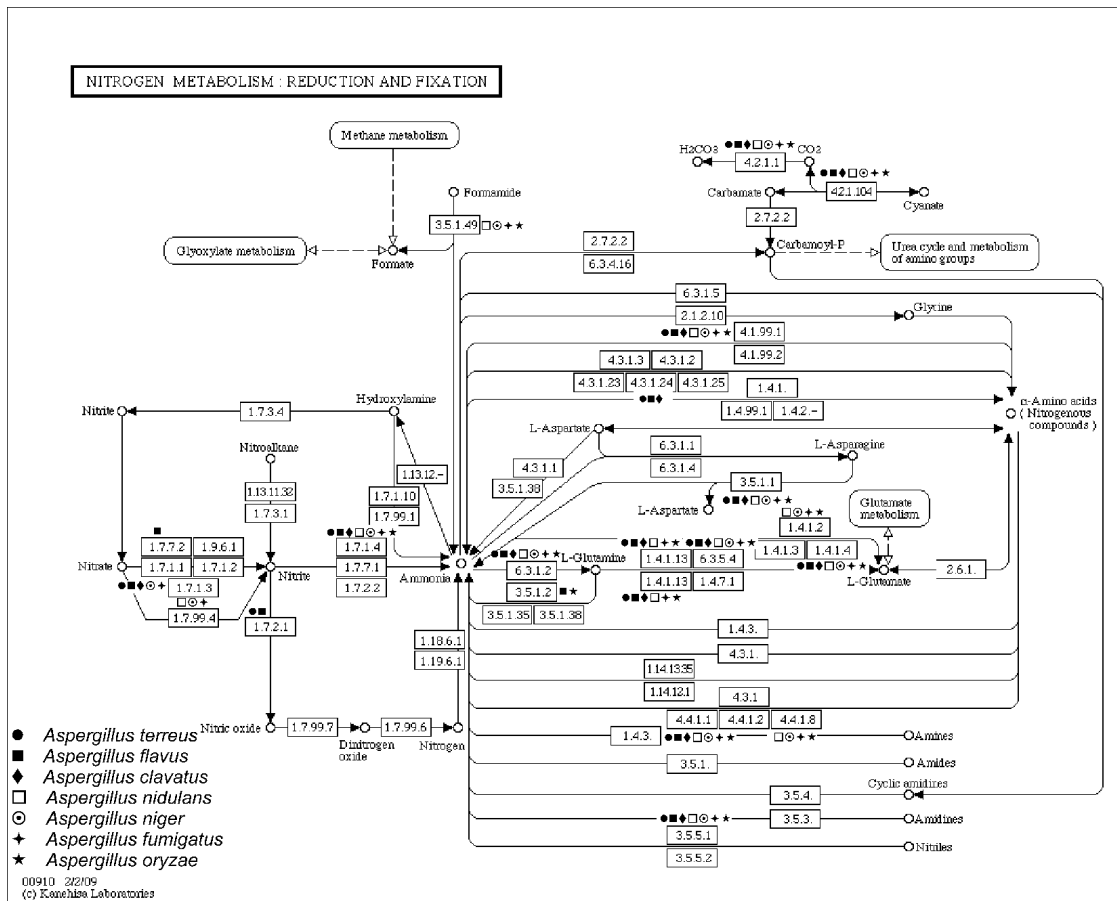 NITROGEN METABOLISM : REDUCTION AND FIXATION
Methane metabolism
H2CO3
CO2
4.2.1.1
Formamide
Carbamate
4.2.1.104
Cyanate
3.5.1.49
2.7.2.2
Glyoxylate metabolism
Formate
2.7.2.2
6.3.4.16
Carbamoyl-P
Urea cycle and metabolism
of amino groups
6.3.1.5
2.1.2.10
Glycine
4.1.99.1
4.1.99.2
4.3.1.3
4.3.1.2
4.3.1.23
4.3.1.24
4.3.1.25
1.4.1.
1.4.99.1
1.4.2.-
α-Amino acids
( Nitrogenous
compounds )
Nitrite
1.7.3.4
Hydroxylamine
L-Aspartate
6.3.1.1
6.3.1.4
L-Asparagine
Nitroalkane
4.3.1.1
3.5.1.38
1.13.12.-
1.13.11.32
1.7.3.1
1.7.1.10
1.7.99.1
3.5.1.1
L-Aspartate
Glutamate
metabolism
1.4.1.2
1.7.7.2
1.9.6.1
1.7.1.4
1.4.1.3
1.4.1.4
Nitrate
1.7.1.1
1.7.1.2
Nitrite
1.7.7.1
Ammonia
6.3.1.2
L-Glutamine
1.4.1.13
6.3.5.4
L-Glutamate
2.6.1.
1.7.1.3
1.7.2.2
3.5.1.2
1.4.1.13
1.4.7.1
1.7.99.4
1.7.2.1
3.5.1.35
3.5.1.38
1.18.6.1
1.19.6.1
1.4.3.
4.3.1.
1.14.13.35
1.14.12.1
4.3.1
4.4.1.1
4.4.1.2
4.4.1.8
Nitric oxide
1.7.99.7
Dinitrogen
oxide
1.7.99.6
Nitrogen
1.4.3.
Amines
3.5.1.
Amides
Cyclic amidires
3.5.4.
3.5.3.
Amidines
3.5.5.1
3.5.5.2
Nitriles
Aspergillus terreus
Aspergillus flavus
Aspergillus clavatus
Aspergillus nidulans
Aspergillus niger
Aspergillus fumigatus
Aspergillus oryzae
00910 2/2/09
(c) Kanehisa Laboratories